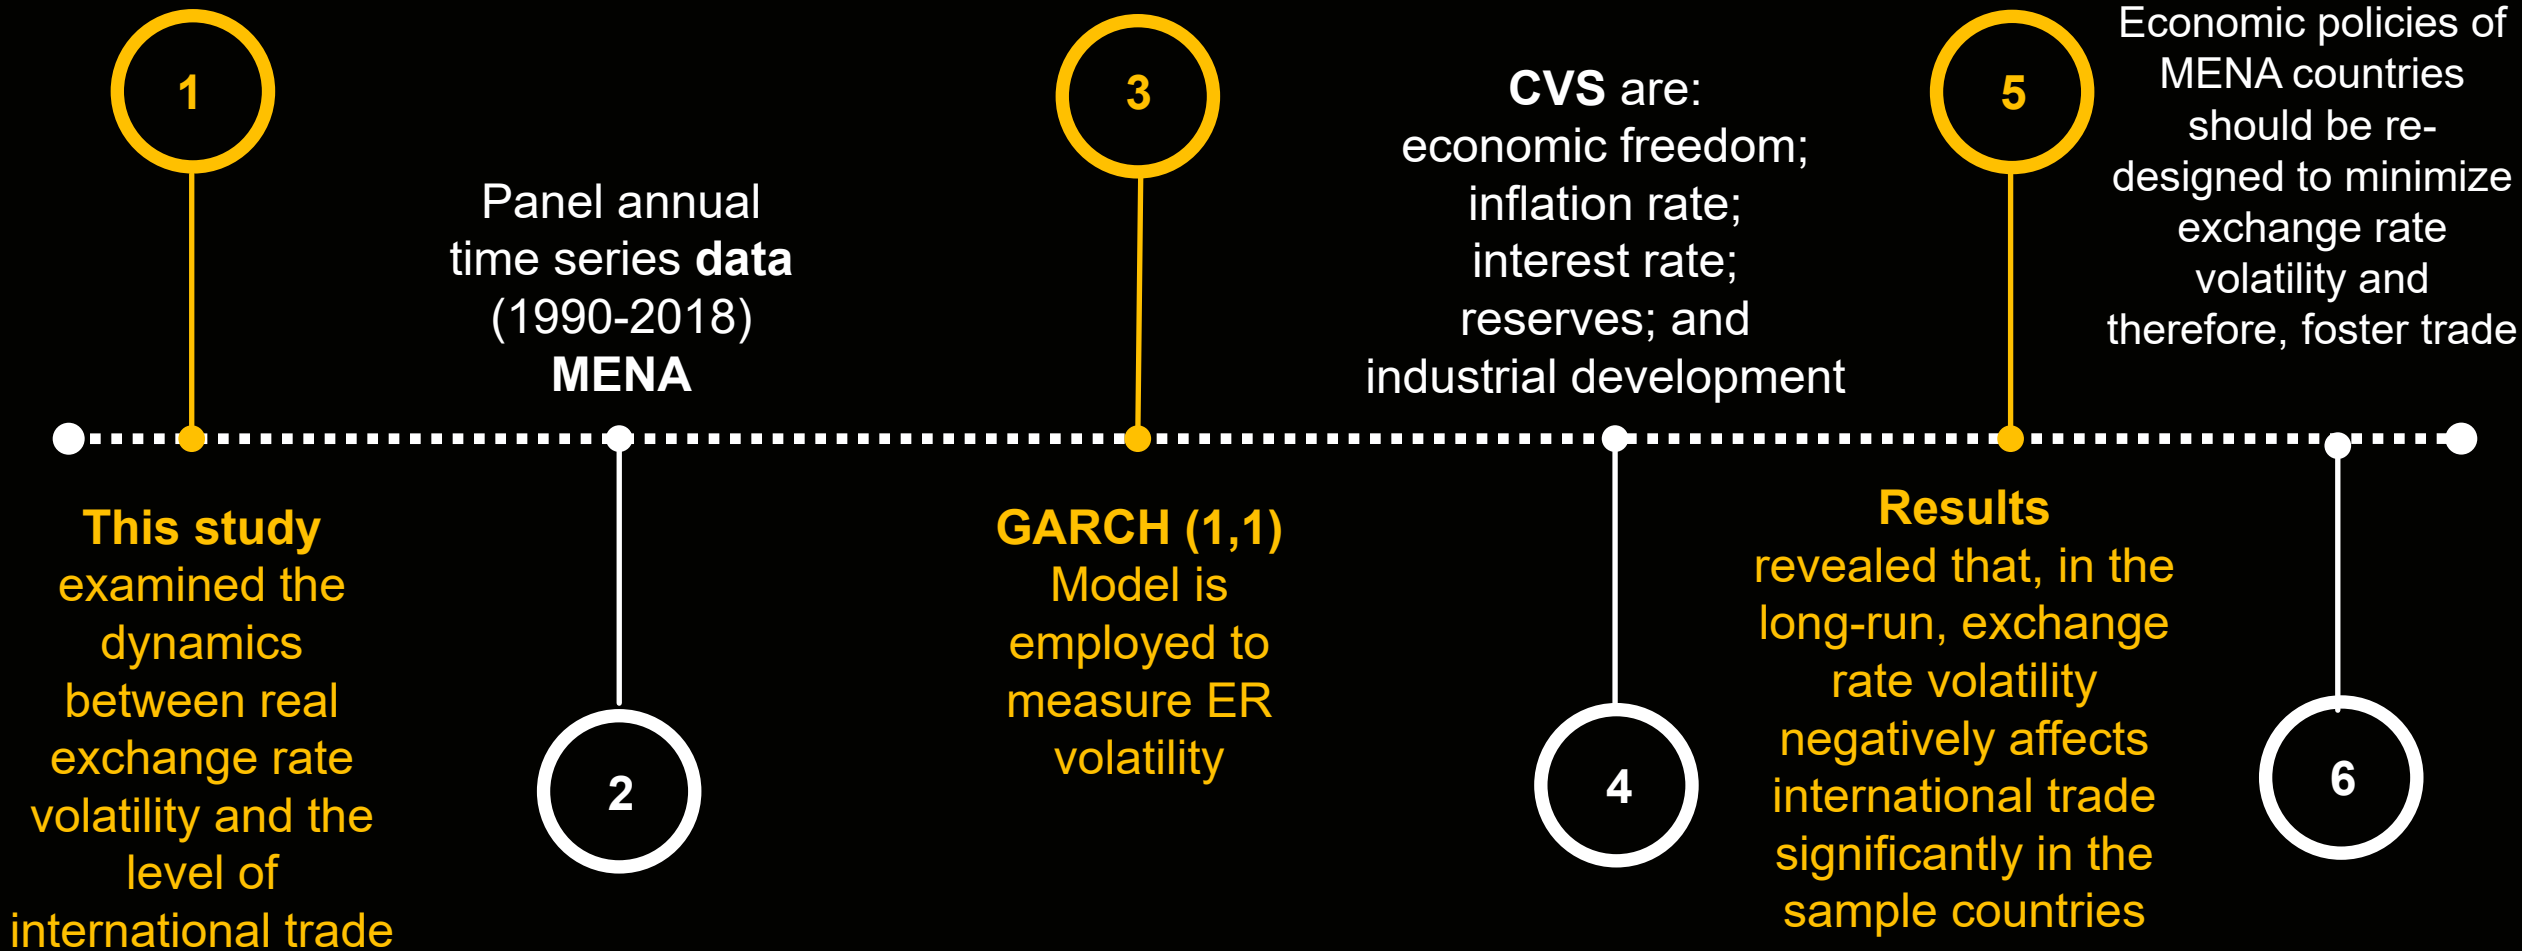 1
This study
examined the
dynamics
between real
exchange rate
volatility and the
level of
international trade
Panel annual
time series data
(1990-2018)
MENA
2
3
GARCH (1,1)
Model is
employed to
measure ER
volatility
CVS are:
economic freedom;
inflation rate;
interest rate;
reserves; and
industrial development
4
5
Results
revealed that, in the
long-run, exchange
rate volatility
negatively affects
international trade
significantly in the
sample countries
Economic policies of
MENA countries
should be re-
designed to minimize
exchange rate
volatility and
therefore, foster trade
6